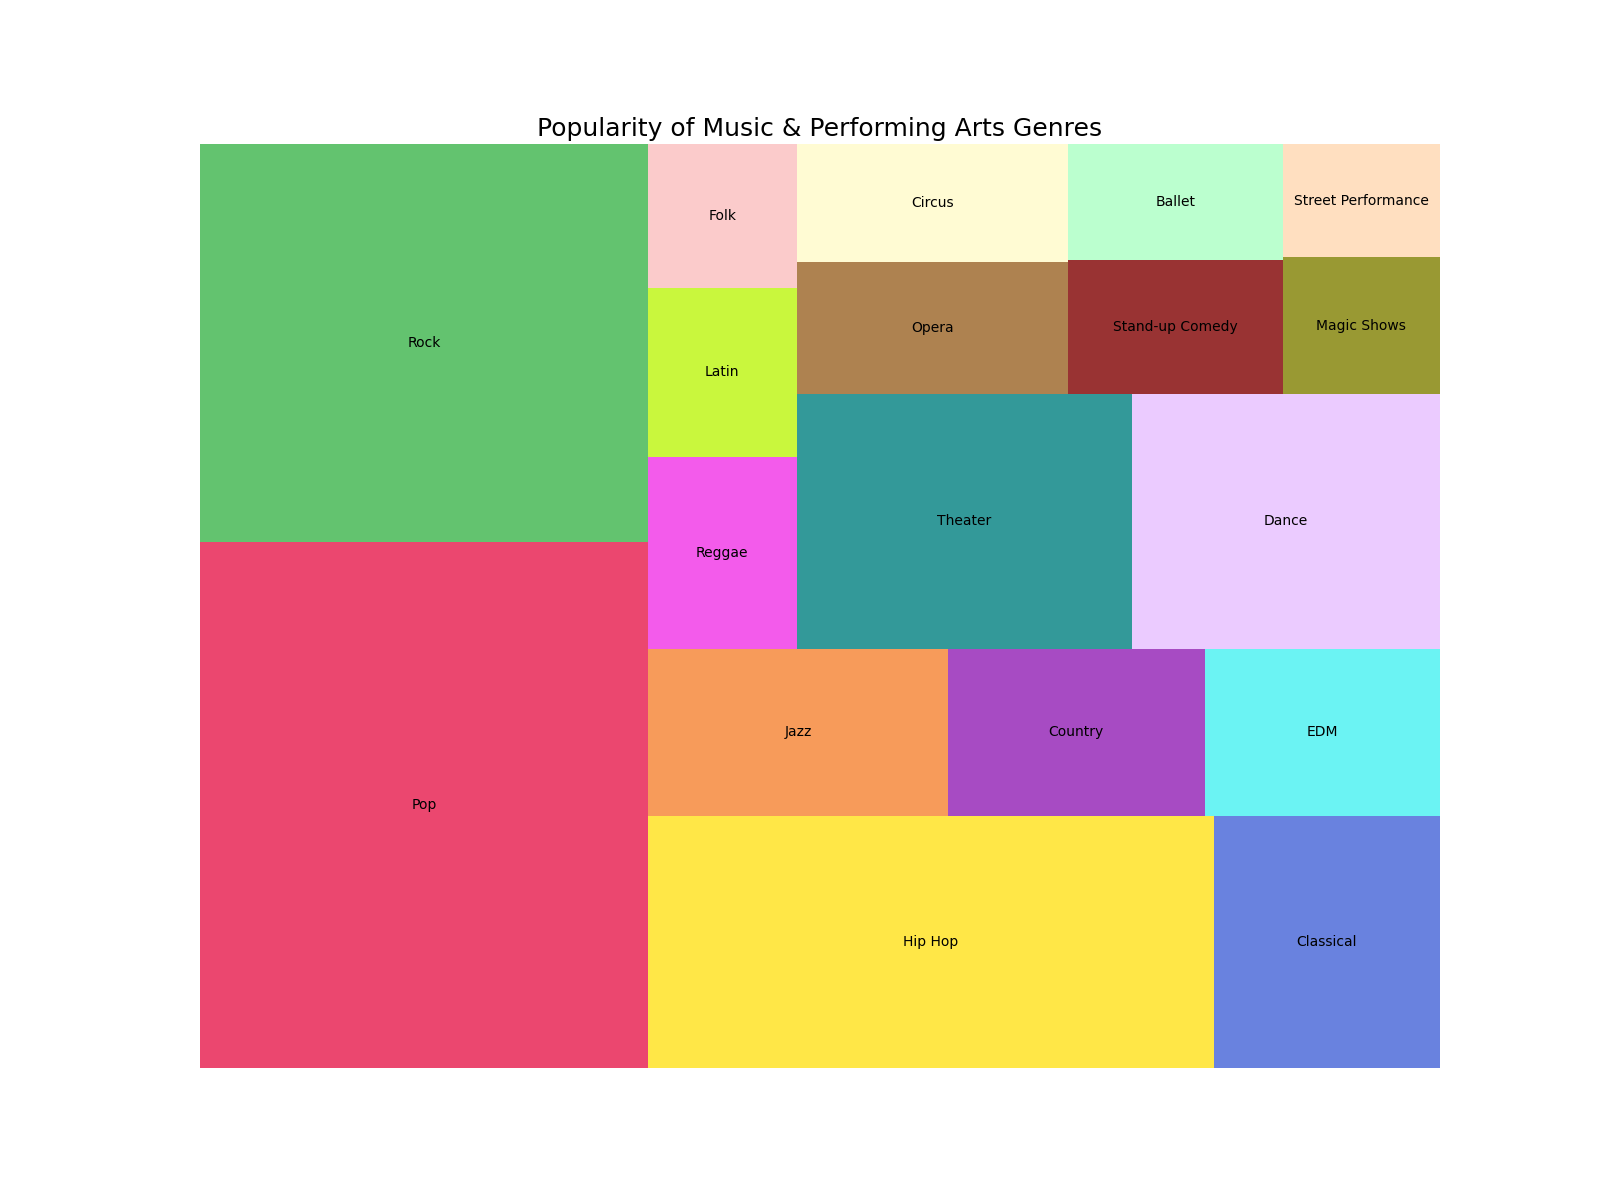 Popularity of Music & Performing Arts Genres
Folk
Circus
Ballet
Street Performance
Rock
Latin
Opera
Stand-up Comedy
Magic Shows
Reggae
Theater
Dance
Jazz
Country
EDM
Pop
Hip Hop
Classical